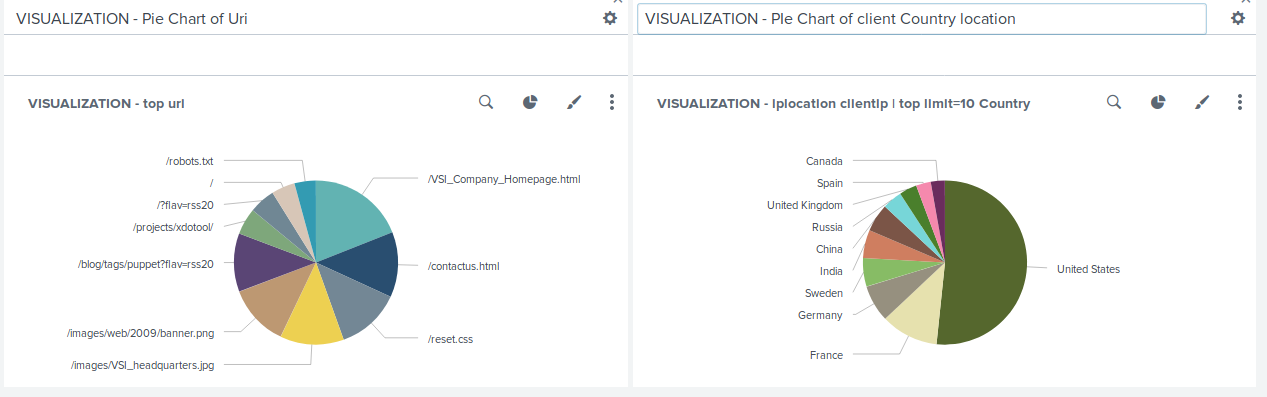 VISUALIZATION - Pie Chart of Uri
VISUALIZATION - PIe Chart of client Country location
VISUALIZATION - top uri
VISUALIZATION - iplocation clientip | top limit=10 Country
/robots.txt
/
/?flav=rss20
/projects/xdotool/
/blog/tags/puppet?flav=rss20
/images/web/2009/banner.png
/images/VSI_headquarters.jpg
/VSI_Company_Homepage.html
/contactus.html
/reset.css
Canada
Spain
United Kingdom
Russia
China
India
Sweden
Germany
France
United States